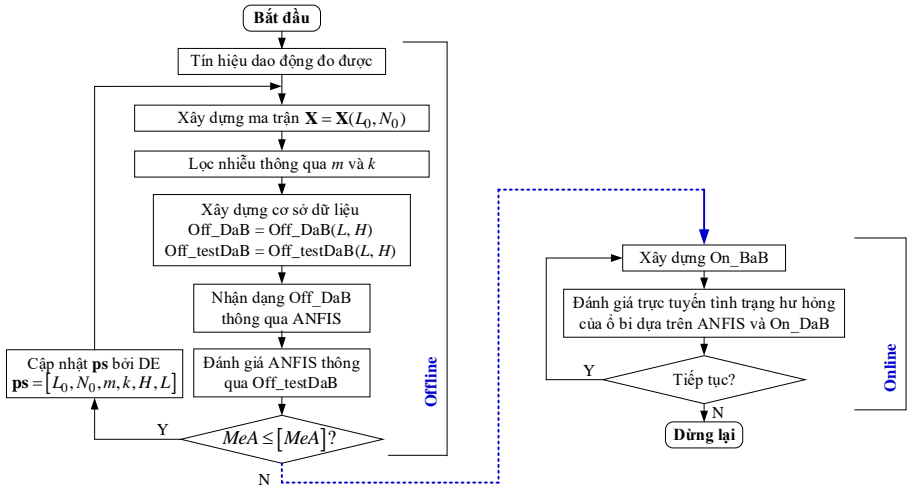 Bắt đầu
Tín hiệu dao động đo được
Xây dựng ma trận X = X(L₀, N₀)
Lọc nhiễu thông qua m và k
Xây dựng cơ sở dữ liệu
Off_DaB = Off_DaB(L, H)
Off_testDaB = Off_testDaB(L, H)
Nhận dạng Off_DaB
thông qua ANFIS
Đánh giá ANFIS thông
qua Off_testDaB
Cập nhật ps bởi DE
ps = [L₀, N₀, m, k, H, L]
MeA ≤ [MeA]?
Y
N
Offline
Xây dựng On_BaB
Đánh giá trực tuyến tình trạng hư hỏng
của ổ bi dựa trên ANFIS và On_DaB
Tiếp tục?
Y
N
Dừng lại
Online